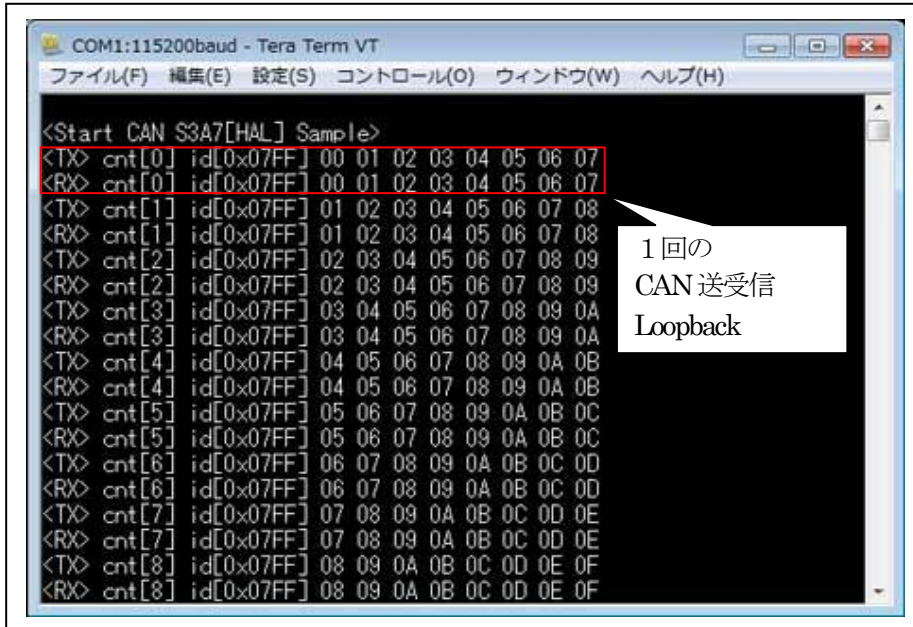 COM1:115200baud - Tera Term VT
ファイル(F) 編集(E) 設定(S) コントロール(O) ウィンドウ(W) ヘルプ(H)
<Start CAN S3A7[HAL] Sample>
<TX> cnt[0] id[0x07FF] 00 01 02 03 04 05 06 07
<RX> cnt[0] id[0x07FF] 00 01 02 03 04 05 06 07
<TX> cnt[1] id[0x07FF] 01 02 03 04 05 06 07 08
<RX> cnt[1] id[0x07FF] 01 02 03 04 05 06 07 08
<TX> cnt[2] id[0x07FF] 02 03 04 05 06 07 08 09
<RX> cnt[2] id[0x07FF] 02 03 04 05 06 07 08 09
<TX> cnt[3] id[0x07FF] 03 04 05 06 07 08 09 0A
<RX> cnt[3] id[0x07FF] 03 04 05 06 07 08 09 0A
<TX> cnt[4] id[0x07FF] 04 05 06 07 08 09 0A 0B
<RX> cnt[4] id[0x07FF] 04 05 06 07 08 09 0A 0B
<TX> cnt[5] id[0x07FF] 05 06 07 08 09 0A 0B 0C
<RX> cnt[5] id[0x07FF] 05 06 07 08 09 0A 0B 0C
<TX> cnt[6] id[0x07FF] 06 07 08 09 0A 0B 0C 0D
<RX> cnt[6] id[0x07FF] 06 07 08 09 0A 0B 0C 0D
<TX> cnt[7] id[0x07FF] 07 08 09 0A 0B 0C 0D 0E
<RX> cnt[7] id[0x07FF] 07 08 09 0A 0B 0C 0D 0E
<TX> cnt[8] id[0x07FF] 08 09 0A 0B 0C 0D 0E 0F
<RX> cnt[8] id[0x07FF] 08 09 0A 0B 0C 0D 0E 0F
1回の
CAN 送受信
Loopback